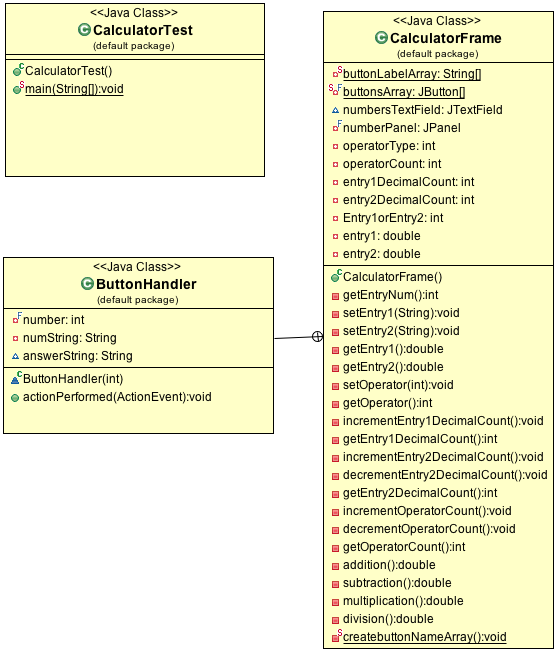 <<Java Class>>
CalculatorTest
(default package)
CalculatorTest()
main(String[]):void
<<Java Class>>
ButtonHandler
(default package)
number: int
numString: String
answerString: String
ButtonHandler(int)
actionPerformed(ActionEvent):void
<<Java Class>>
CalculatorFrame
(default package)
buttonLabelArray: String[]
buttonsArray: JButton[]
numbersTextField: JTextField
numberPanel: JPanel
operatorType: int
operatorCount: int
entry1DecimalCount: int
entry2DecimalCount: int
Entry1orEntry2: int
entry1: double
entry2: double
CalculatorFrame()
getEntryNum():int
setEntry1(String):void
setEntry2(String):void
getEntry1():double
getEntry2():double
setOperator(int):void
getOperator():int
incrementEntry1DecimalCount():void
getEntry1DecimalCount():int
incrementEntry2DecimalCount():void
decrementEntry2DecimalCount():void
getEntry2DecimalCount():int
incrementOperatorCount():void
decrementOperatorCount():void
getOperatorCount():int
addition():double
subtraction():double
multiplication():double
division():double
createbuttonNameArray():void